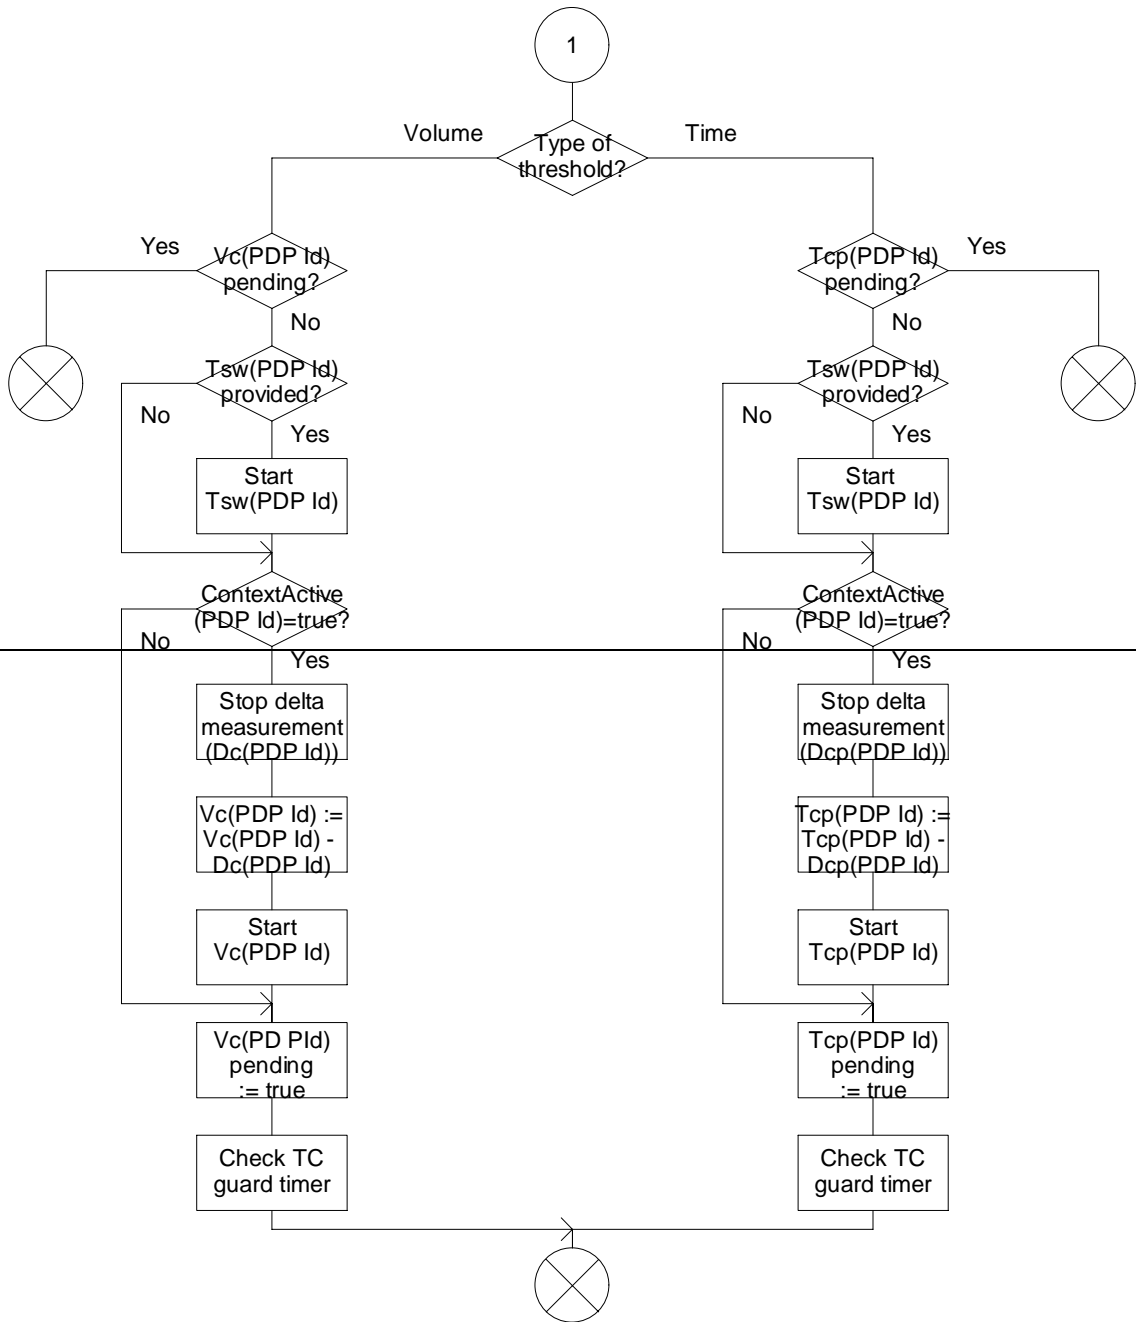 1
Volume
Type of
threshold?
Time
Yes
Vc(PDP Id)
pending?
No
Tcp(PDP Id)
pending?
Yes
No
Tsw(PDP Id)
provided?
No
Yes
Tsw(PDP Id)
provided?
No
Yes
Start
Tsw(PDP Id)
Start
Tsw(PDP Id)
ContextActive
(PDP Id)=true?
No
Yes
ContextActive
(PDP Id)=true?
No
Yes
Stop delta
measurement
(Dc(PDP Id))
Stop delta
measurement
(Dcp(PDP Id))
Vc(PDP Id) :=
Vc(PDP Id) -
Dc(PDP Id)
Tcp(PDP Id) :=
Tcp(PDP Id) -
Dcp(PDP Id)
Start
Vc(PDP Id)
Start
Tcp(PDP Id)
Vc(PD PId)
pending
:= true
Tcp(PDP Id)
pending
:= true
Check TC
guard timer
Check TC
guard timer